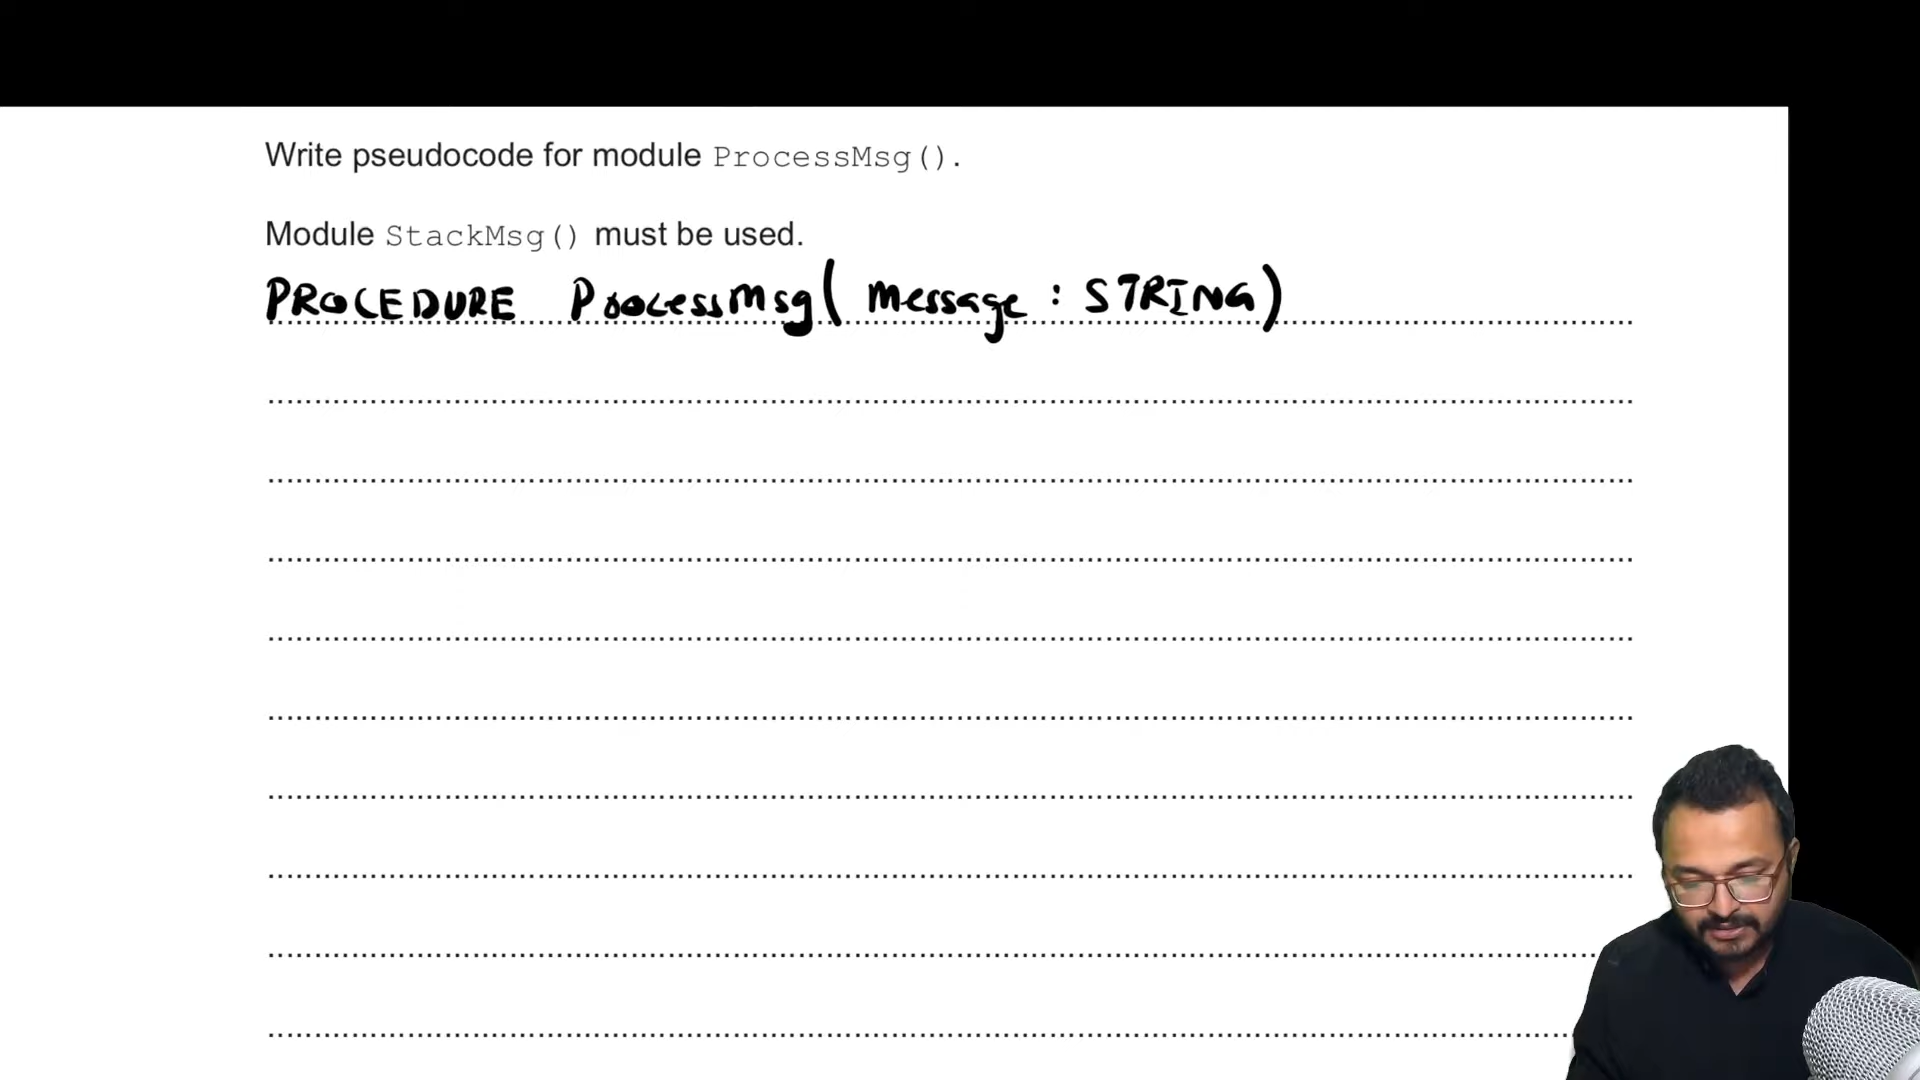 Write pseudocode for module ProcessMsg().
Module StackMsg() must be used.
PROCEDURE ProcessMsg( message : STRING)